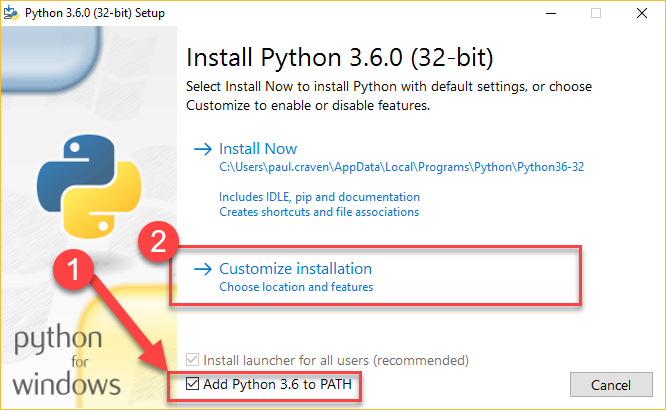 Python 3.6.0 (32-bit) Setup
Install Python 3.6.0 (32-bit)
Select Install Now to install Python with default settings, or choose
Customize to enable or disable features.
Install Now
C:\Users\paul.craven\AppData\Local\Programs\Python\Python36-32
Includes IDLE, pip and documentation
Creates shortcuts and file associations
2
Customize installation
Choose location and features
1
python
for
windows
Install launcher for all users (recommended)
Add Python 3.6 to PATH
Cancel